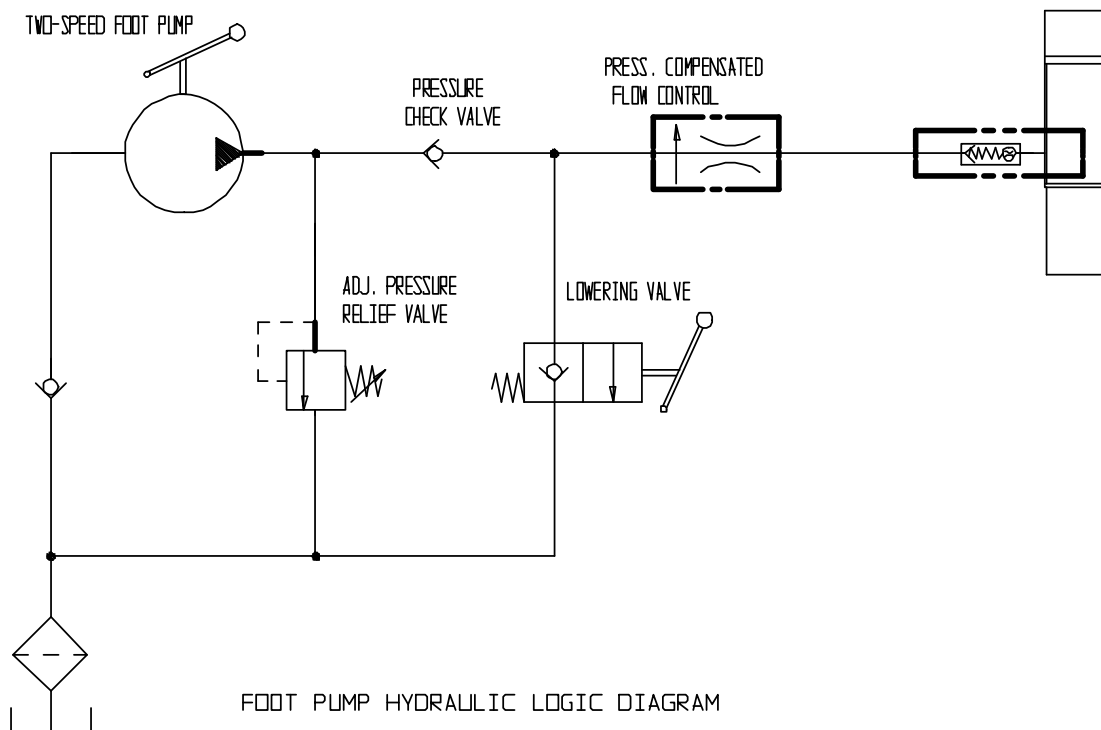 TWO-SPEED FOOT PUMP
PRESS. COMPENSATED
FLOW CONTROL
PRESSURE
CHECK VALVE
ADJ. PRESSURE
RELIEF VALVE
LOWERING VALVE
FOOT PUMP HYDRAULIC LOGIC DIAGRAM